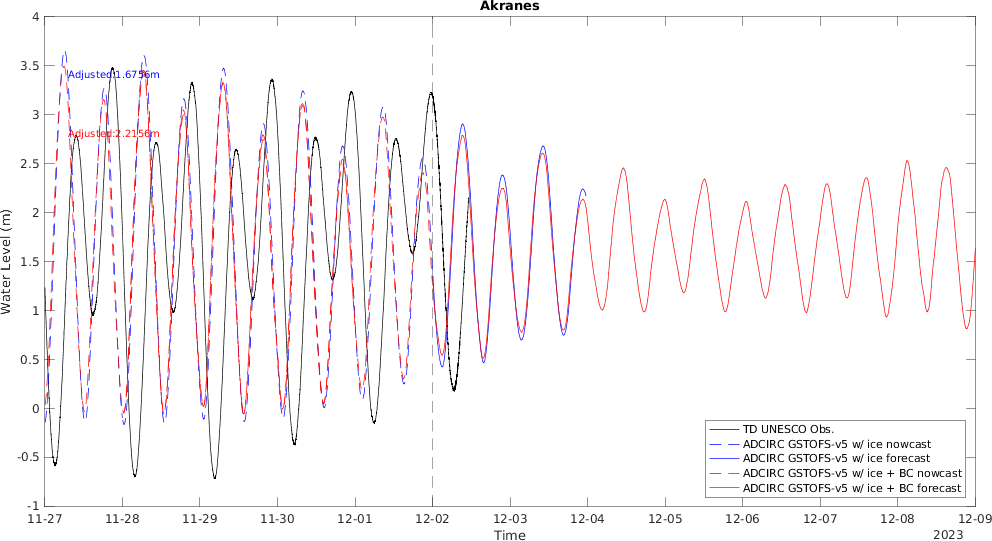 Akranes
4
3.5
3
2.5
2
1.5
1
0.5
0
-0.5
-1
Water Level (m)
Adjusted:1.6756m
Adjusted:2.2156m
TD UNESCO Obs.
ADCIRC GSTOFS-v5 w/ ice nowcast
ADCIRC GSTOFS-v5 w/ ice forecast
ADCIRC GSTOFS-v5 w/ ice + BC nowcast
ADCIRC GSTOFS-v5 w/ ice + BC forecast
11-27 11-28 11-29 11-30 12-01 12-02 12-03 12-04 12-05 12-06 12-07 12-08 12-09
Time
2023